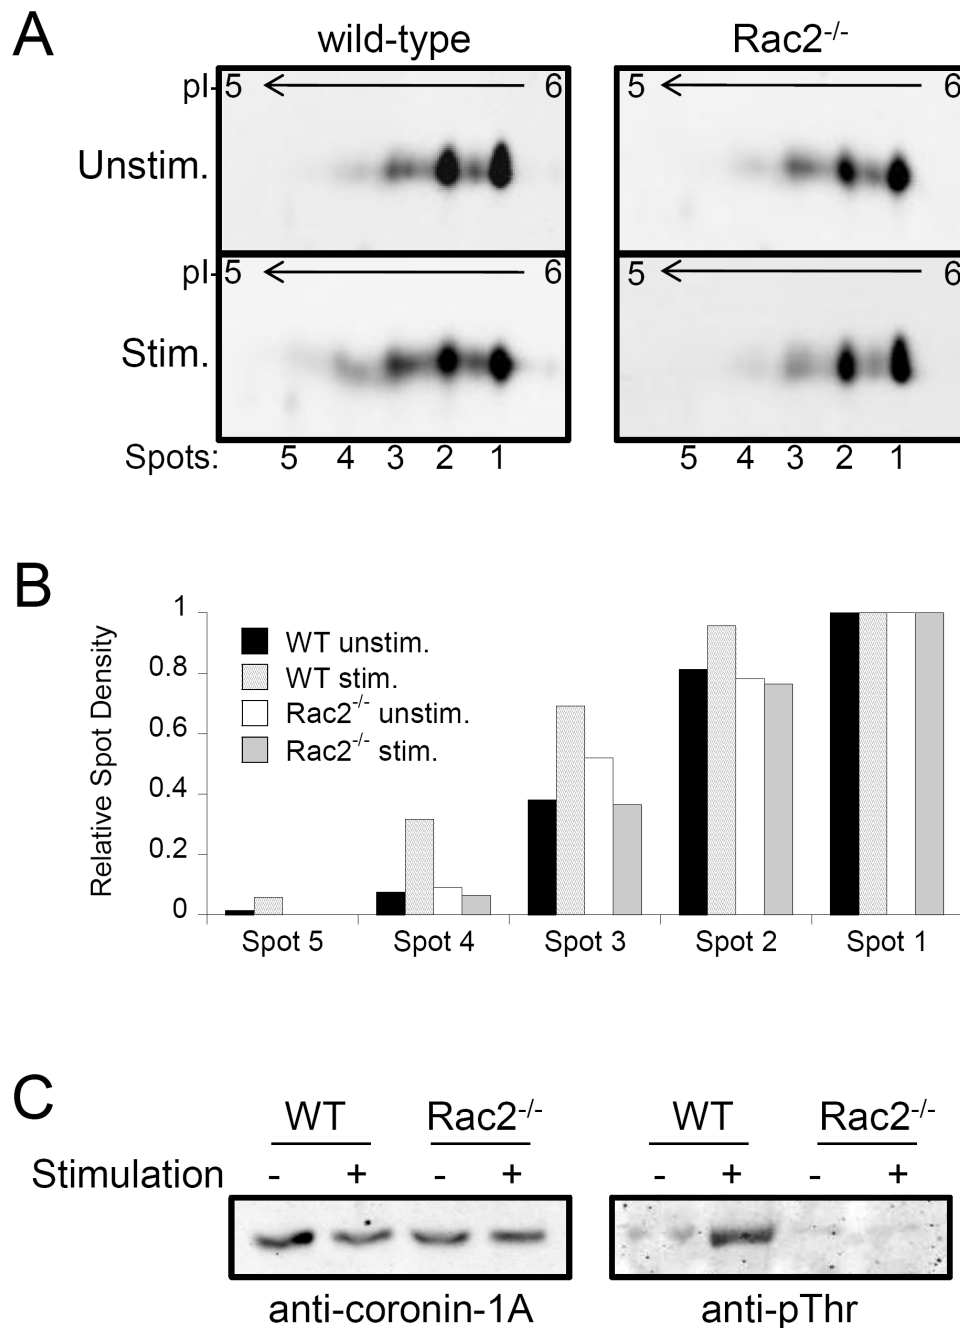 A
wild-type Rac2-/-
pI- 5 6 5 6
Unstim.
pI- 5 6 5 6
Stim.
Spots: 5 4 3 2 1 5 4 3 2 1
B
Relative Spot Density
1
0.8
0.6
0.4
0.2
0
WT unstim.
WT stim.
Rac2-/- unstim.
Rac2-/- stim.
Spot 5 Spot 4 Spot 3 Spot 2 Spot 1
C
WT Rac2-/- WT Rac2-/-
Stimulation - + - + - + - +
anti-coronin-1A anti-pThr